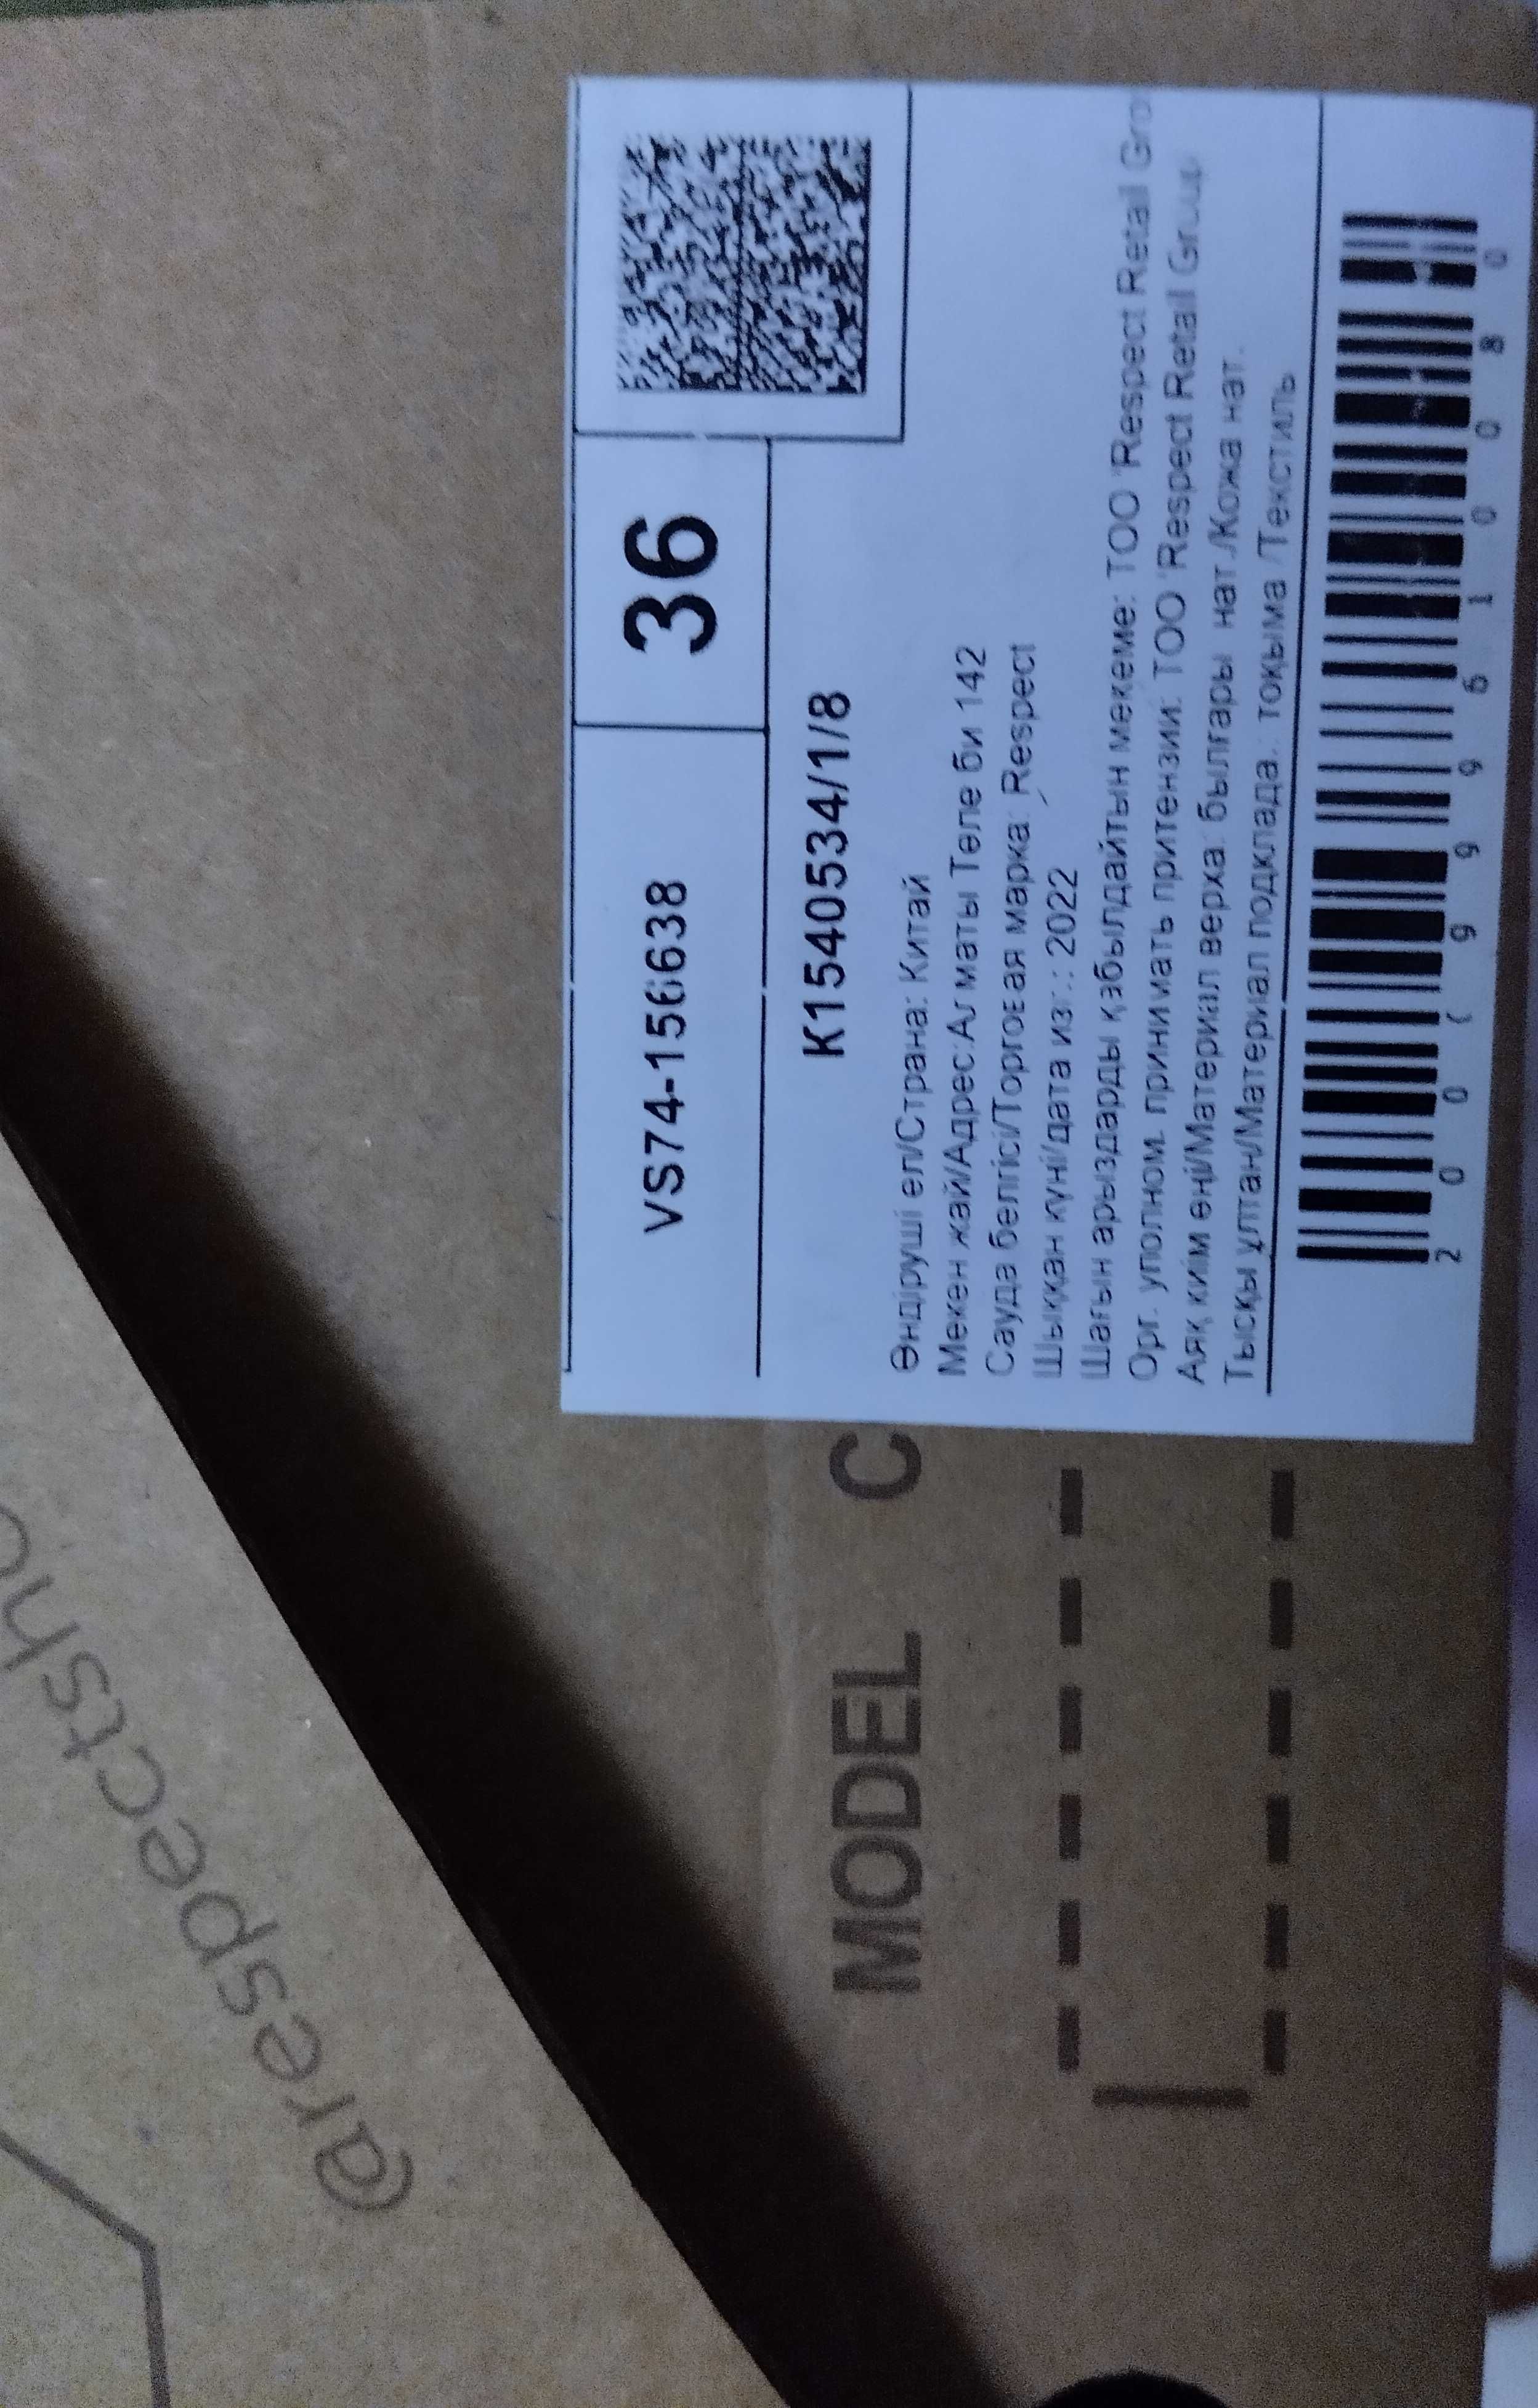 VS74-156638
36
K1540534/1/8
Өндіруші ел/Страна: Китай
Мекен жай/Адрес:Алматы Төле би 142
Сауда белгісі/Торговая марка: Respect
Шыққан күні/дата изг.: 2022
Шағын арыздарды қабылдайтын мекеме: ТОО "Respect Retail Gro
Орг. уполном. принимать притензии: ТОО "Respect Retail Group
Аяқ киім өңі/Материал верха: былғары нат./Кожа нат.
Тысқы ұлтан/Материал подклада.: тоқыма /Текстиль
MODEL C
@respectsho